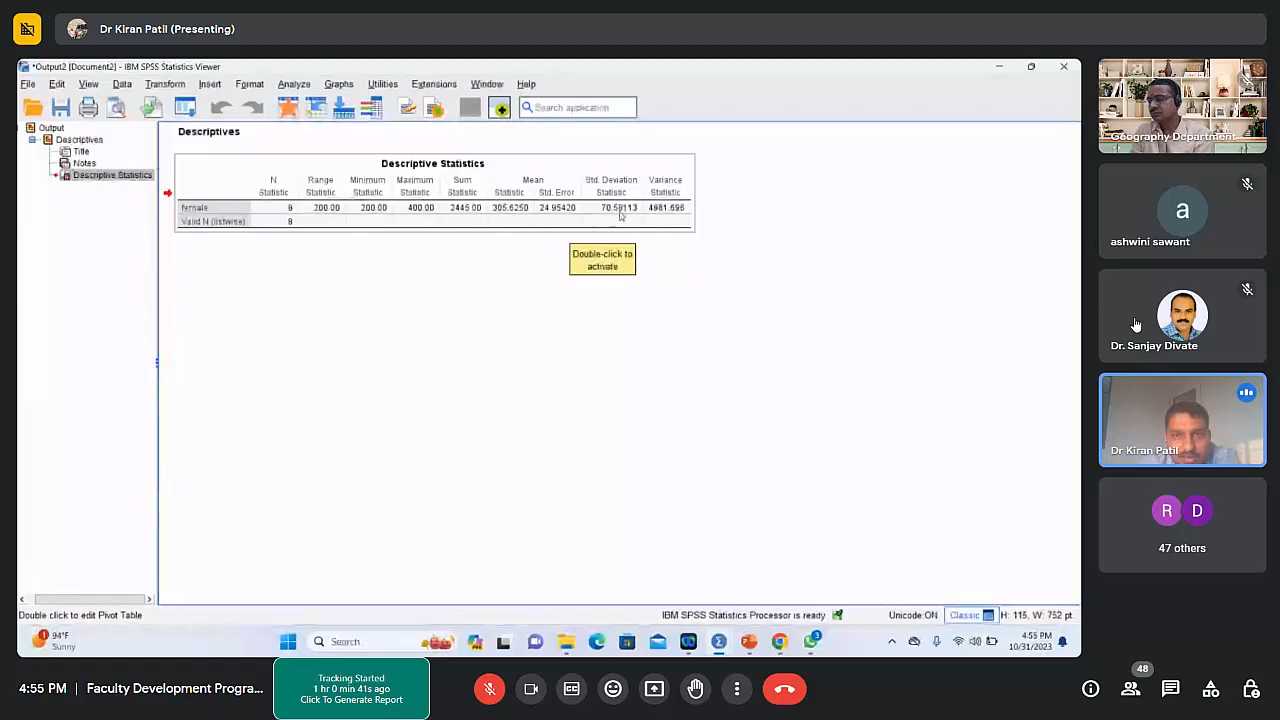 Dr Kiran Patil (Presenting)
*Output2 [Document2] - IBM SPSS Statistics Viewer
File Edit View Data Transform Insert Format Analyze Graphs Utilities Extensions Window Help
Search application
Output
Descriptives
Title
Notes
Descriptive Statistics
Descriptives
Descriptive Statistics
N Range Minimum Maximum Sum Mean Std. Deviation Variance
Statistic Statistic Statistic Statistic Statistic Statistic Std. Error Statistic Statistic
female 8 200.00 200.00 400.00 2445.00 305.6250 24.95420 4981.696
Valid N (listwise) 8
Double-click to
activate
Geography Department
a
ashwini sawant
Dr. Sanjay Divate
Dr Kiran Patil
R D
47 others
Double click to edit Pivot Table
IBM SPSS Statistics Processor is ready
Unicode:ON
Classic
H: 115, W: 752 pt.
94°F
Sunny
Search
3
4:55 PM
10/31/2023
4:55 PM | Faculty Development Progra...
Tracking Started
1 hr 0 min 41s ago
Click To Generate Report
48